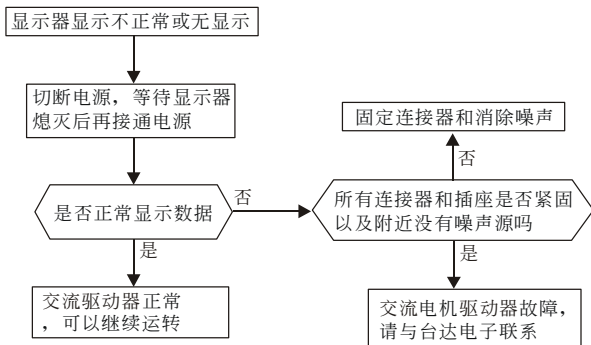 显示器显示不正常或无显示
切断电源，等待显示器
熄灭后再接通电源
是否正常显示数据
否
是
交流驱动器正常
，可以继续运转
固定连接器和消除噪声
否
所有连接器和插座是否紧固
以及附近没有噪声源吗
是
交流电机驱动器故障，
请与台达电子联系